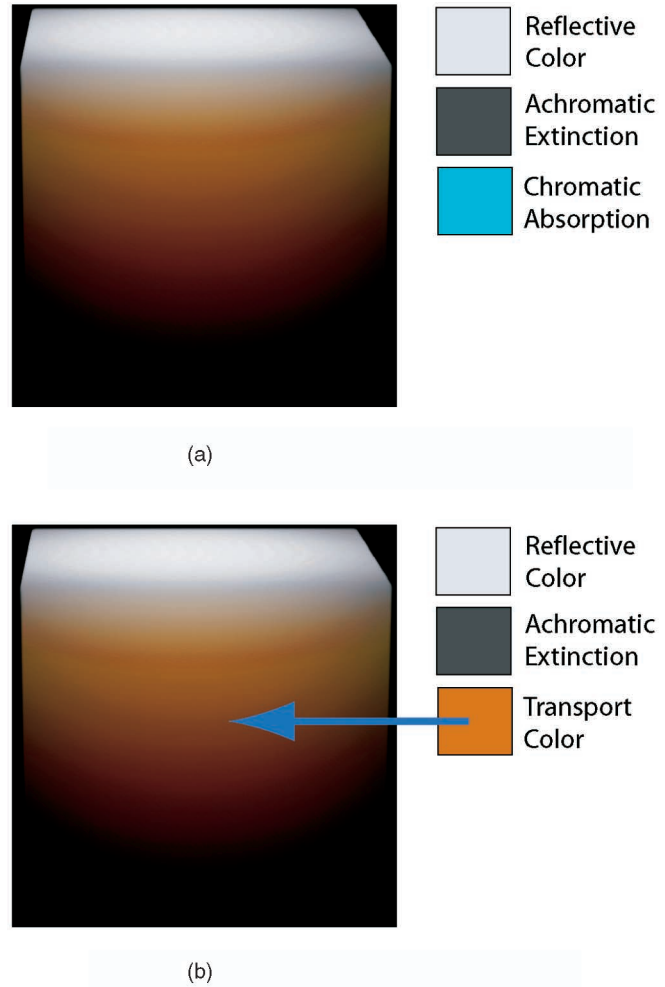 Reflective
Color
Achromatic
Extinction
Chromatic
Absorption
(a)
Reflective
Color
Achromatic
Extinction
Transport
Color
(b)